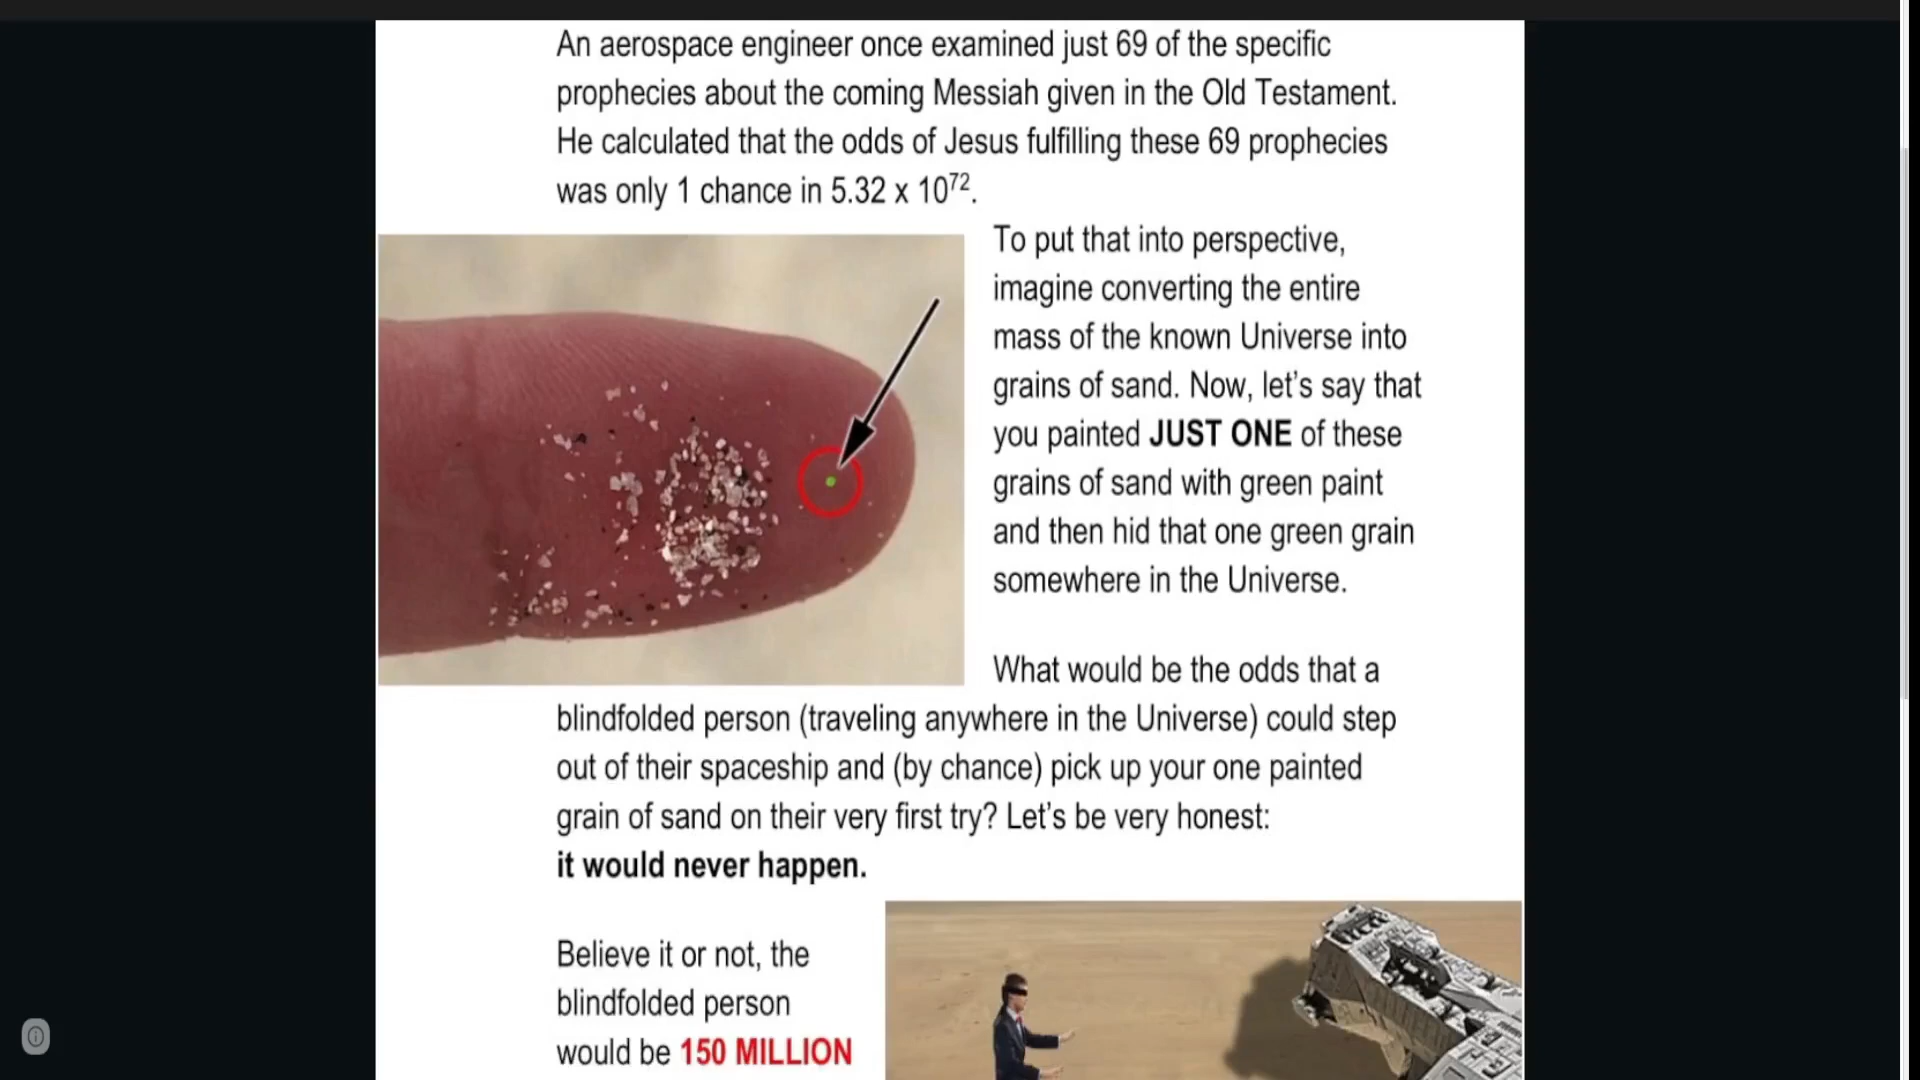 An aerospace engineer once examined just 69 of the specific
prophecies about the coming Messiah given in the Old Testament.
He calculated that the odds of Jesus fulfilling these 69 prophecies
was only 1 chance in 5.32 x 10⁷².
To put that into perspective,
imagine converting the entire
mass of the known Universe into
grains of sand. Now, let’s say that
you painted JUST ONE of these
grains of sand with green paint
and then hid that one green grain
somewhere in the Universe.
What would be the odds that a
blindfolded person (traveling anywhere in the Universe) could step
out of their spaceship and (by chance) pick up your one painted
grain of sand on their very first try? Let’s be very honest:
it would never happen.
Believe it or not, the
blindfolded person
would be 150 MILLION